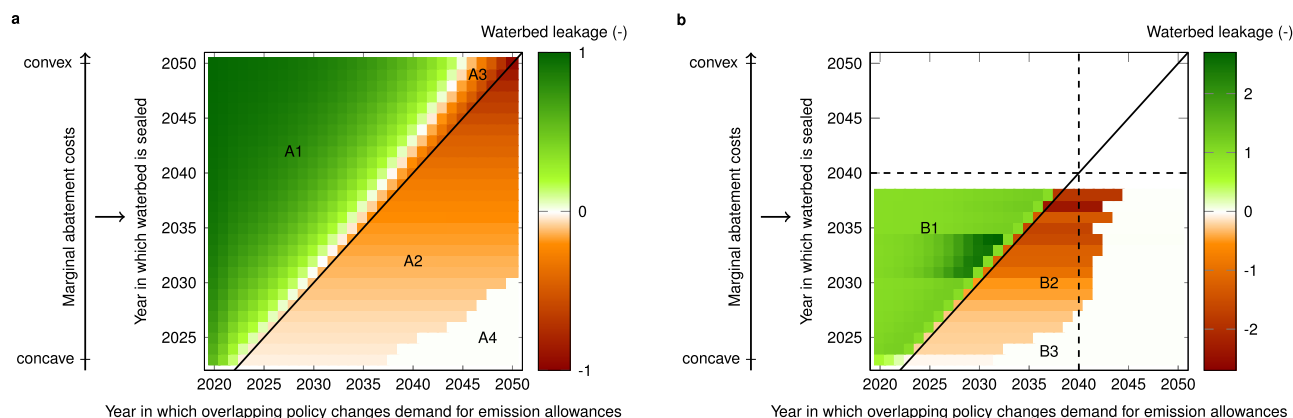 a
Waterbed leakage (-)
convex
concave
Marginal abatement costs
Year in which waterbed is sealed
2050
2045
2040
2035
2030
2025
A1
A3
A2
A4
2020 2025 2030 2035 2040 2045 2050
Year in which overlapping policy changes demand for emission allowances
1
0
-1
b
Waterbed leakage (-)
convex
concave
Marginal abatement costs
Year in which waterbed is sealed
2050
2045
2040
2035
2030
2025
B1
B2
B3
2020 2025 2030 2035 2040 2045 2050
Year in which overlapping policy changes demand for emission allowances
2
1
0
-1
-2